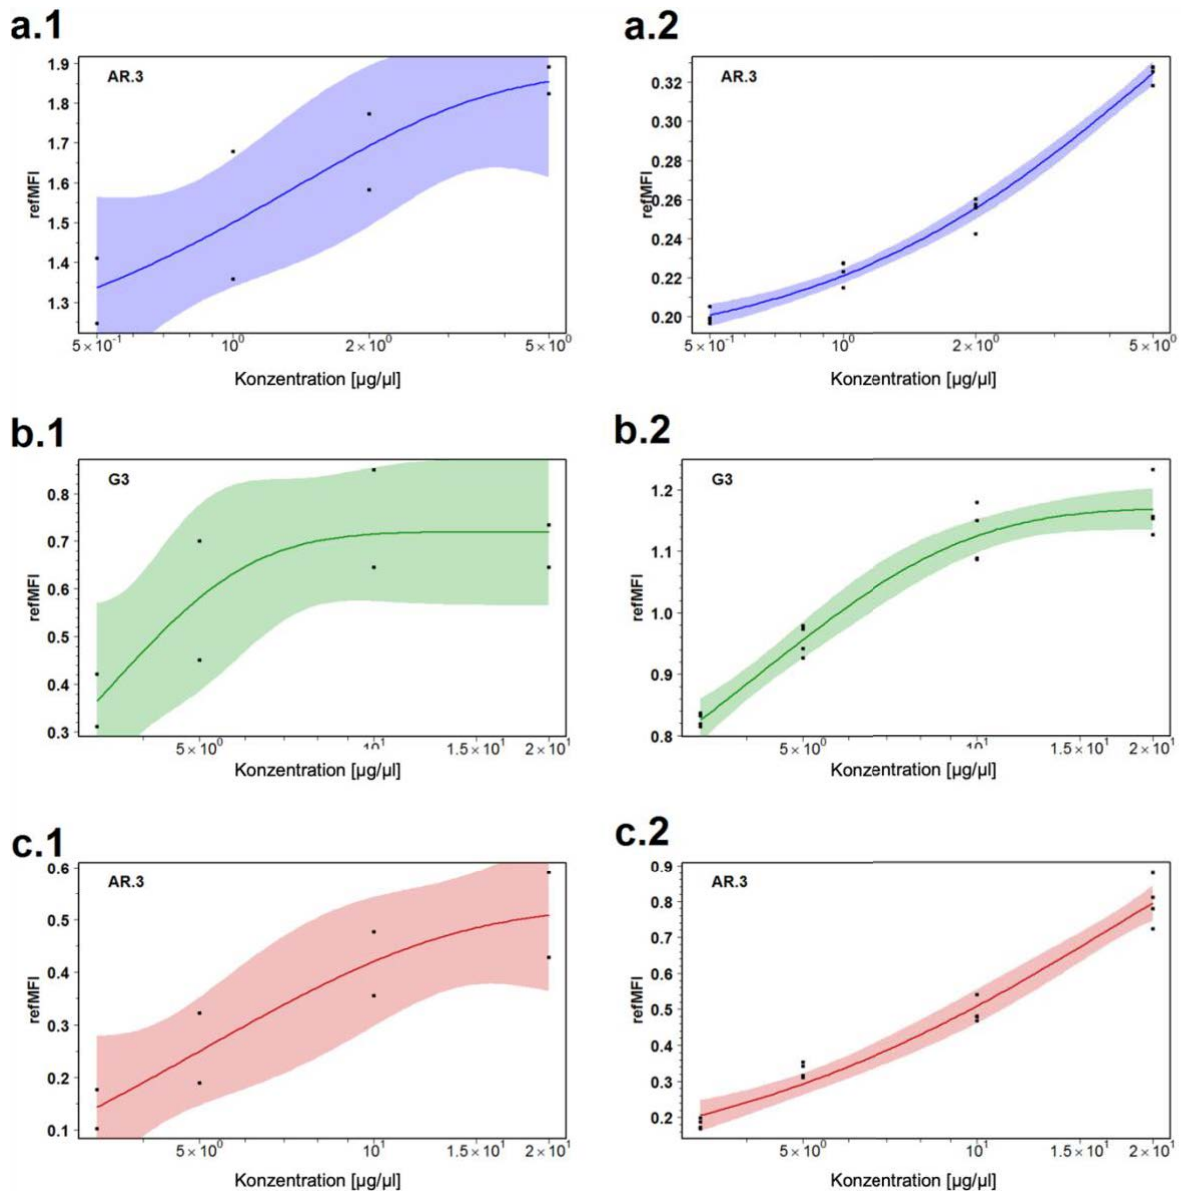 a.1
AR.3
refMFI
1.9
1.8
1.7
1.6
1.5
1.4
1.3
5×10⁻¹ 10⁰ 2×10⁰ 5×10⁰
Konzentration [µg/µl]
a.2
AR.3
refMFI
0.32
0.30
0.28
0.26
0.24
0.22
0.20
5×10⁻¹ 10⁰ 2×10⁰ 5×10⁰
Konzentration [µg/µl]
b.1
G3
refMFI
0.8
0.7
0.6
0.5
0.4
0.3
5×10⁰ 10¹ 1.5×10¹ 2×10¹
Konzentration [µg/µl]
b.2
G3
refMFI
1.2
1.1
1.0
0.9
0.8
5×10⁰ 10¹ 1.5×10¹ 2×10¹
Konzentration [µg/µl]
c.1
AR.3
refMFI
0.6
0.5
0.4
0.3
0.2
0.1
5×10⁰ 10¹ 1.5×10¹ 2×10¹
Konzentration [µg/µl]
c.2
AR.3
refMFI
0.9
0.8
0.7
0.6
0.5
0.4
0.3
0.2
5×10⁰ 10¹ 1.5×10¹ 2×10¹
Konzentration [µg/µl]